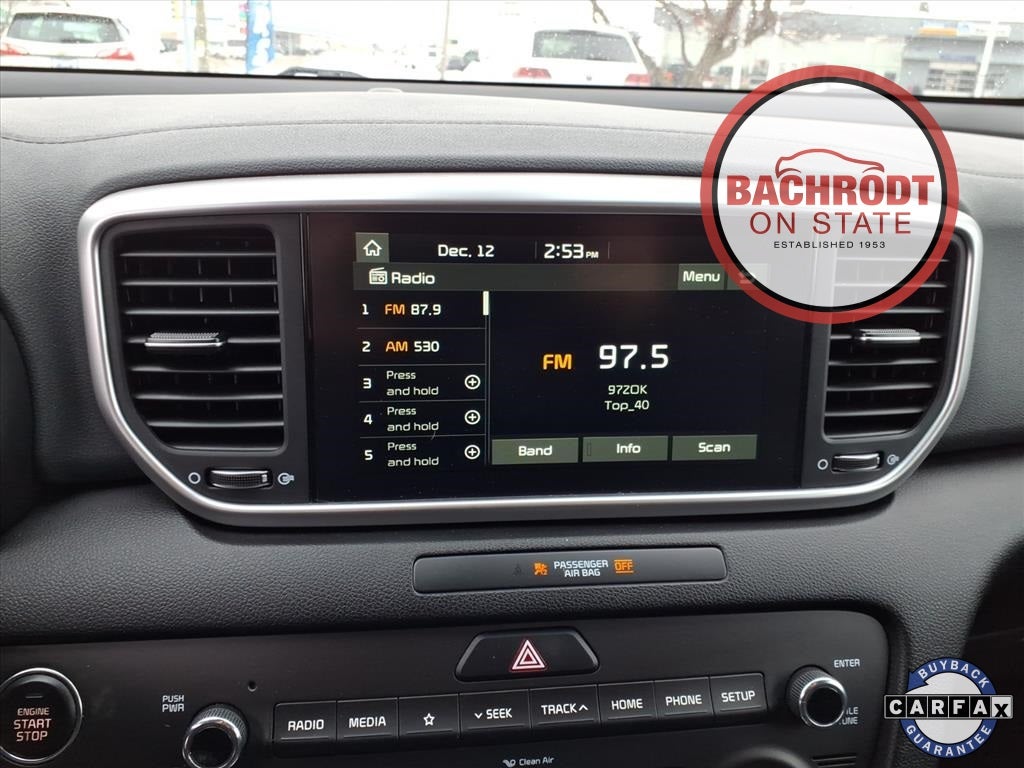 BACHRODT
ON STATE
ESTABLISHED 1953
Dec. 12
2:53 PM
Radio
Menu
1 FM 87.9
2 AM 530
3 Press
and hold
4 Press
and hold
5 Press
and hold
FM 97.5
97ZOK
Top_40
Band
Info
Scan
PASSENGER
AIR BAG
OFF
ENGINE
START
STOP
PUSH
PWR
RADIO
MEDIA
SEEK
TRACK
HOME
PHONE
SETUP
ENTER
TUNE
Clean Air
BUYBACK
CARFAX
GUARANTEE